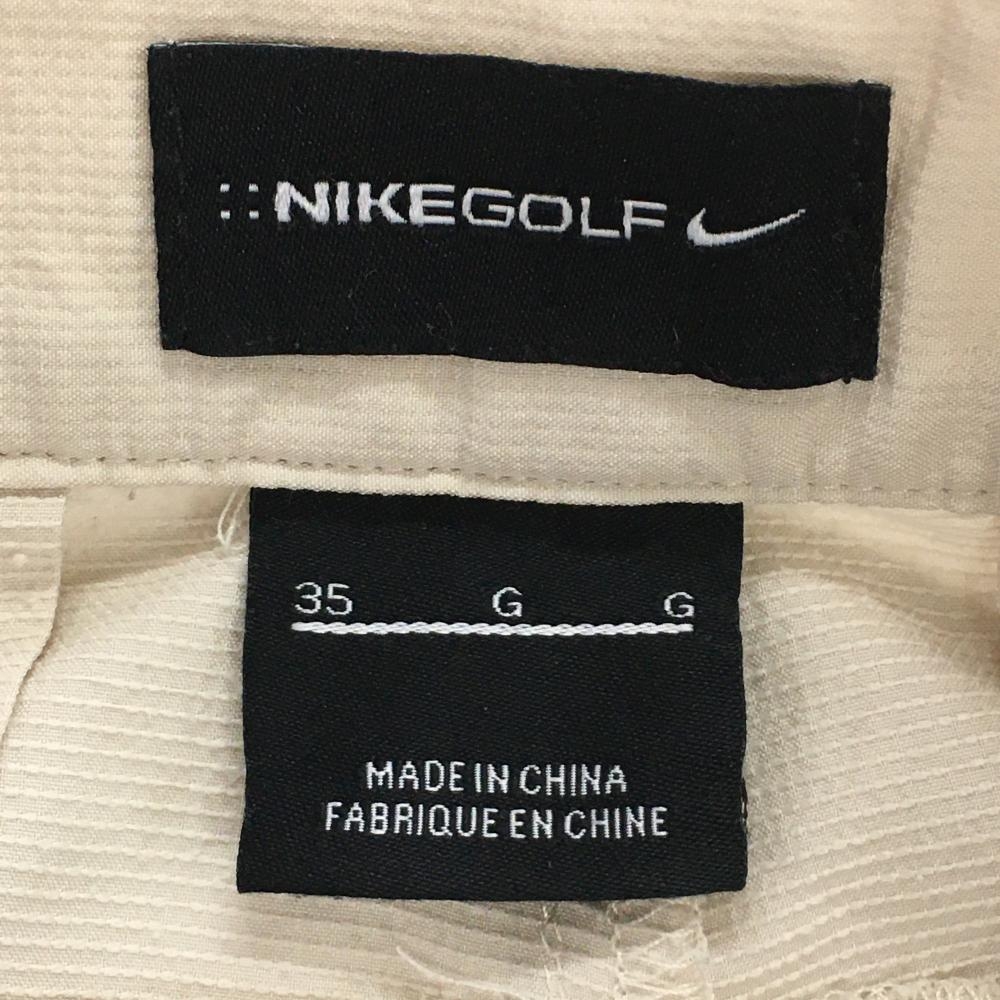 ::NIKEGOLF
35 G G
MADE IN CHINA
FABRIQUE EN CHINE